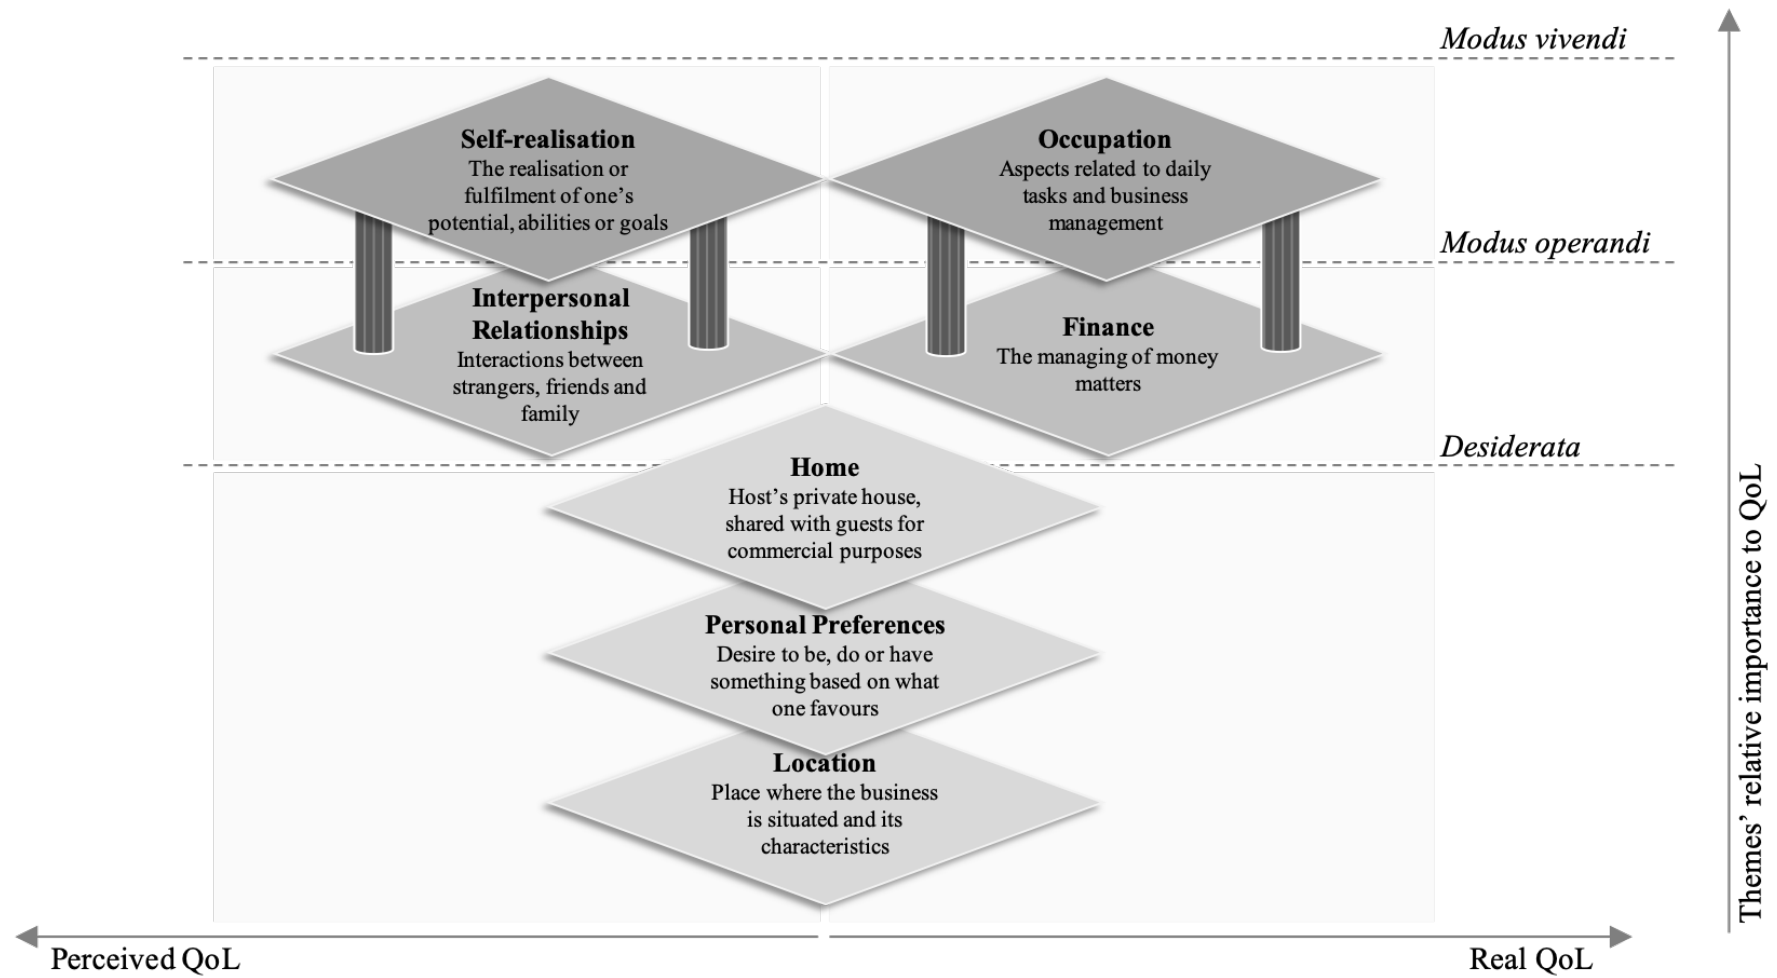 Modus vivendi
Self-realisation
The realisation or
fulfilment of one’s
potential, abilities or goals
Occupation
Aspects related to daily
tasks and business
management
Modus operandi
Interpersonal
Relationships
Interactions between
strangers, friends and
family
Finance
The managing of money
matters
Desiderata
Home
Host’s private house,
shared with guests for
commercial purposes
Personal Preferences
Desire to be, do or have
something based on what
one favours
Location
Place where the business
is situated and its
characteristics
Themes’ relative importance to QoL
Perceived QoL
Real QoL